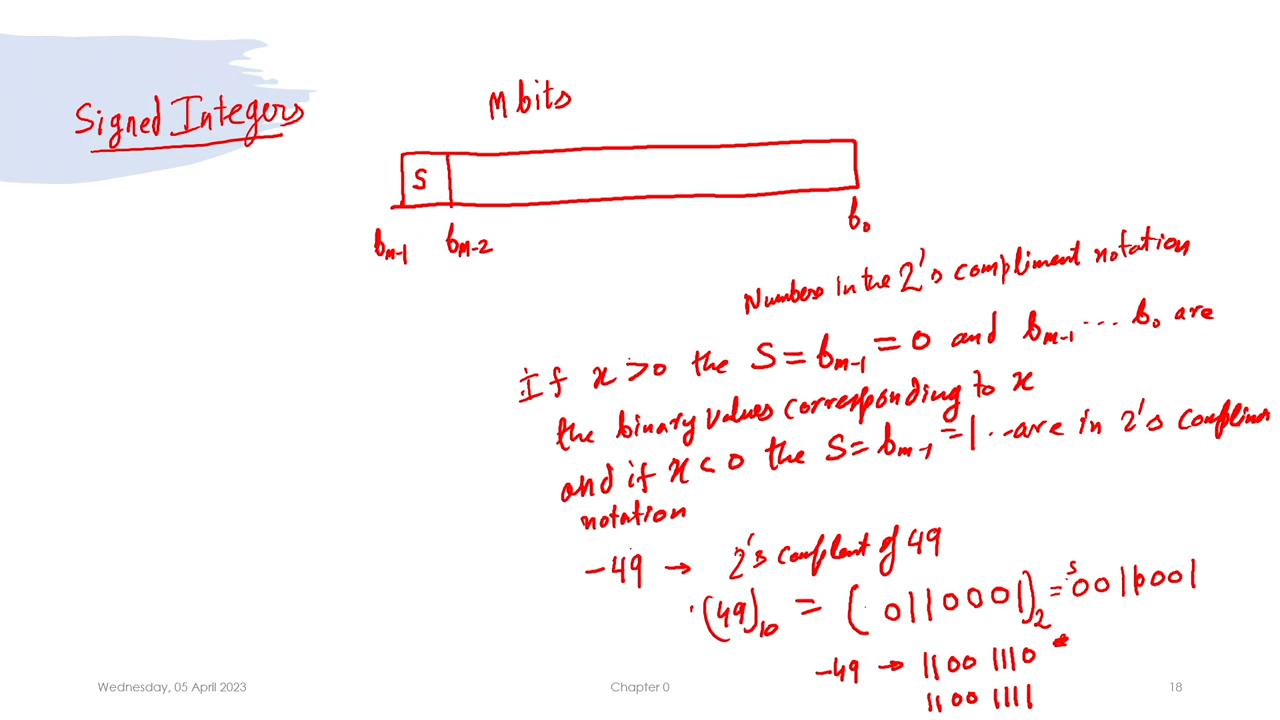 Signed Integers
M bits
S
bm-1 bm-2 b0
Numbers in the 2's compliment notation
If x>0 the S = bm-1 = 0 and bm-1 ... b0 are
the binary values corresponding to x
and if x < 0 the S = bm-1 = 1 ... are in 2's
notation
-49 → 2's of 49
(49)10 = (0110001)2 = 00110001
S
-49 → 1100 1110
1100 1111
Wednesday, 05 April 2023 Chapter 0 18